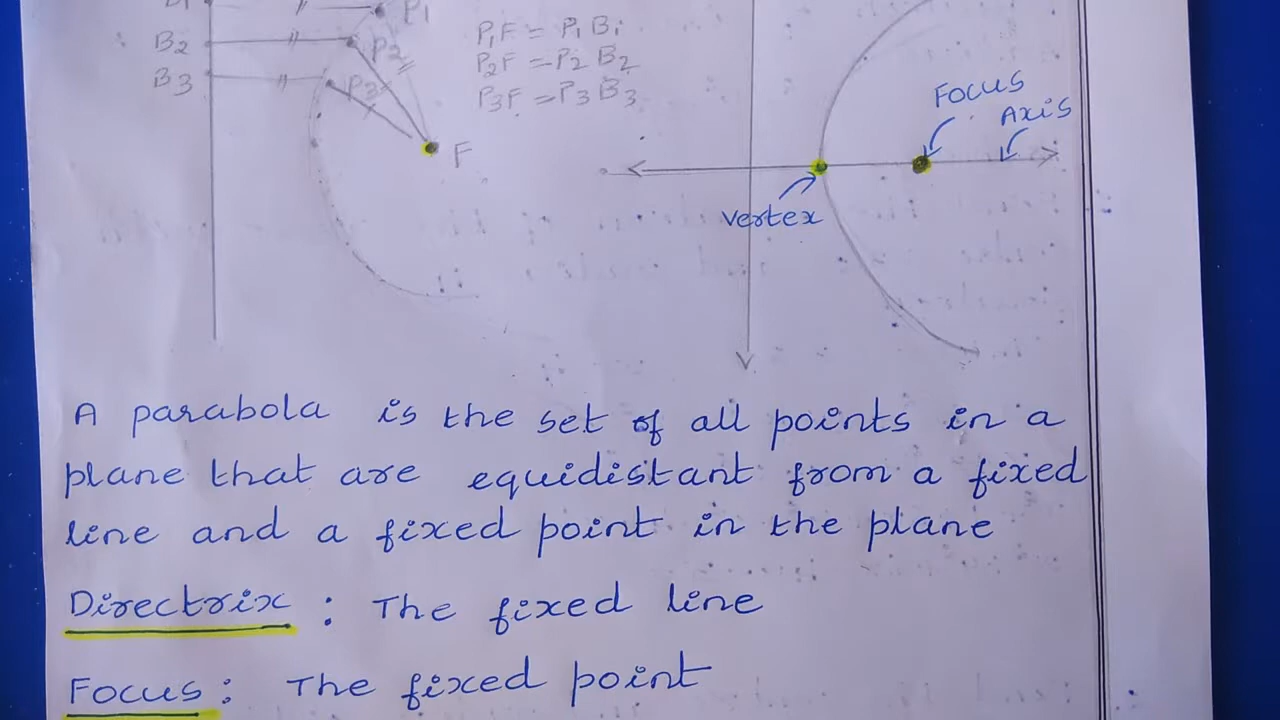 P1
B2
P2
B3
P3
F
P1F = P1B1
P2F = P2B2
P3F = P3B3
Focus
Axis
Vertex
A parabola is the set of all points in a
plane that are equidistant from a fixed
line and a fixed point in the plane
Directrix : The fixed line
Focus : The fixed point